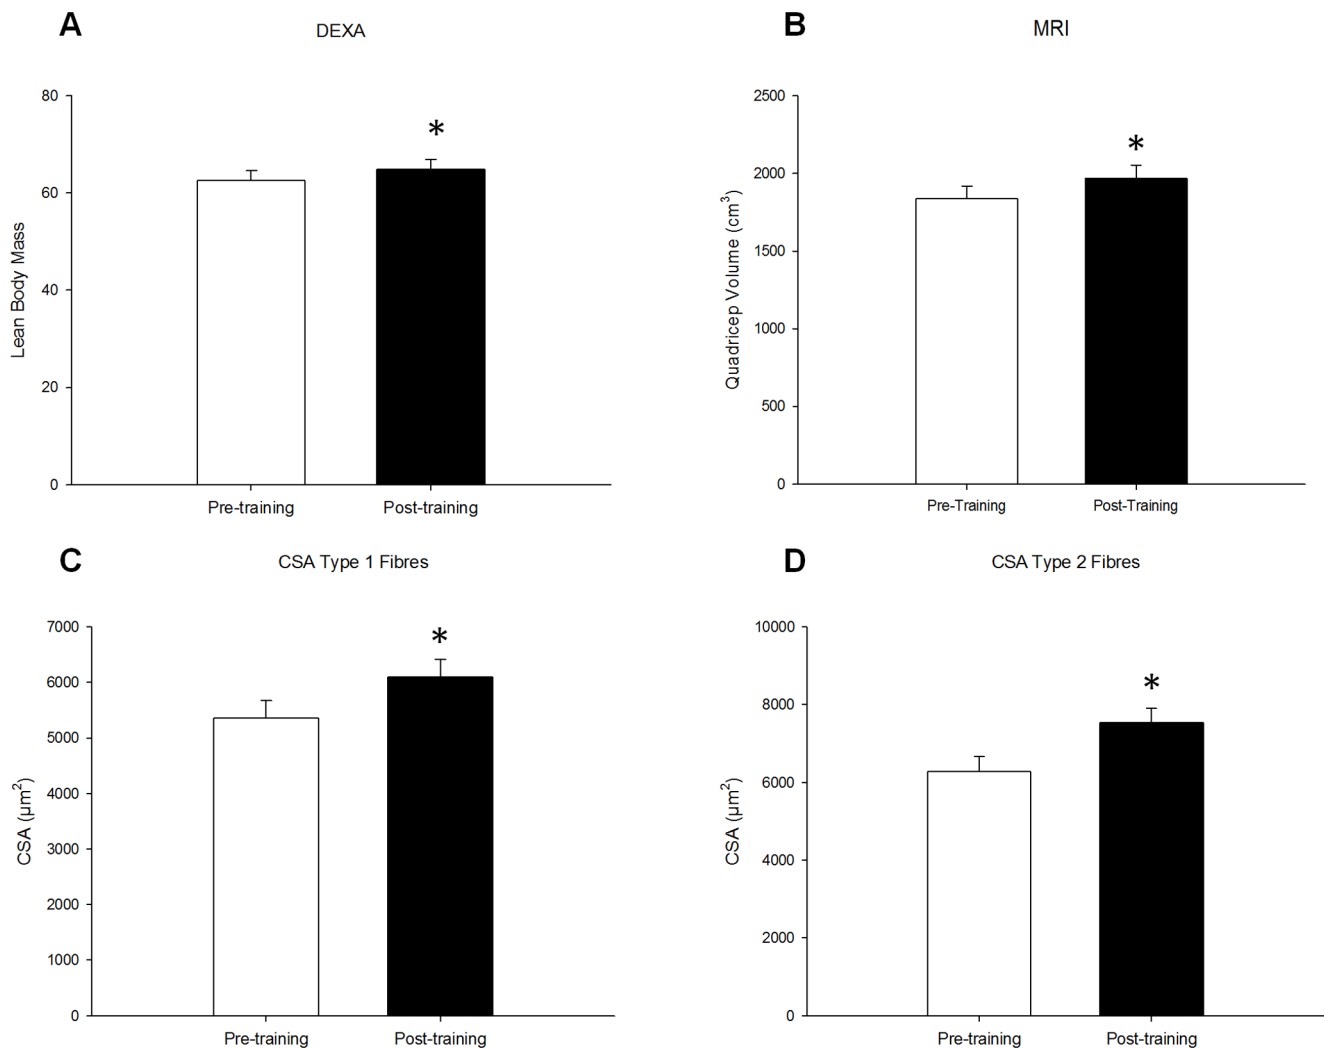 A
DEXA
80
60
40
20
0
Lean Body Mass
*
Pre-training
Post-training
B
MRI
2500
2000
1500
1000
500
0
Quadricep Volume (cm³)
*
Pre-Training
Post-Training
C
CSA Type 1 Fibres
7000
6000
5000
4000
3000
2000
1000
0
CSA (µm²)
*
Pre-training
Post-training
D
CSA Type 2 Fibres
10000
8000
6000
4000
2000
0
CSA (µm²)
*
Pre-training
Post-training